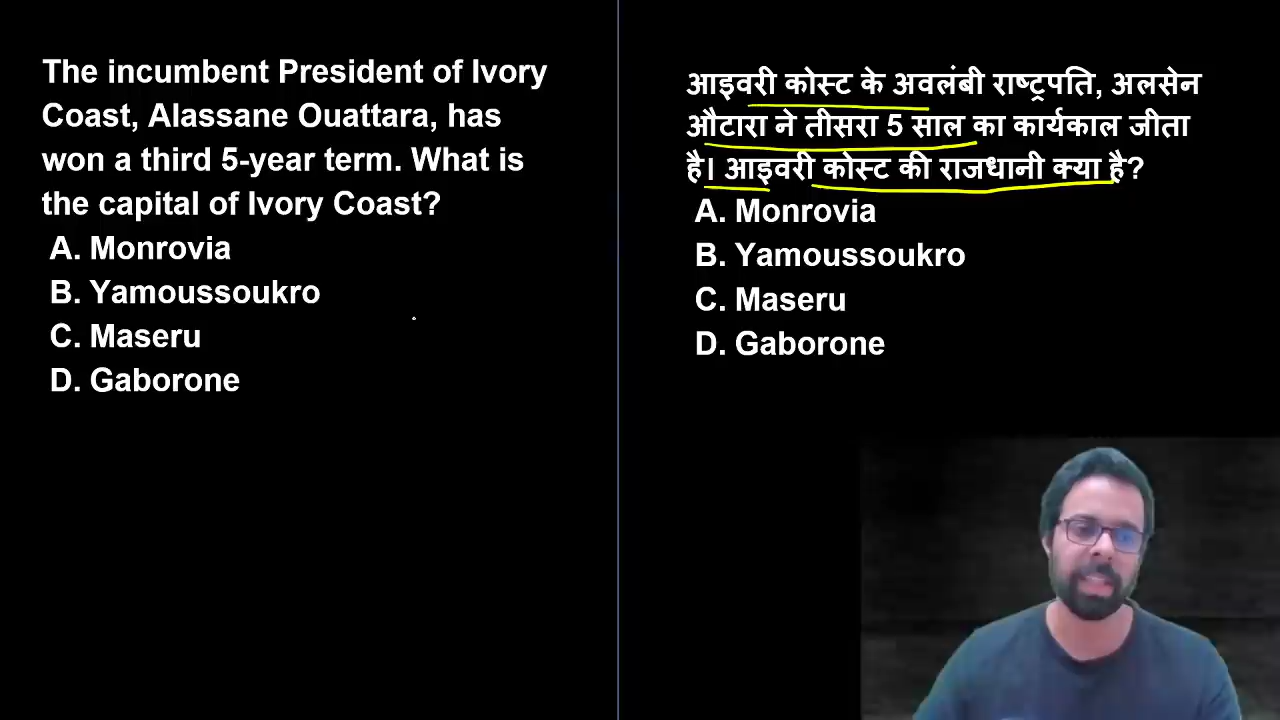 The incumbent President of Ivory
Coast, Alassane Ouattara, has
won a third 5-year term. What is
the capital of Ivory Coast?
A. Monrovia
B. Yamoussoukro
C. Maseru
D. Gaborone
आइवरी कोस्ट के अवलंबी राष्ट्रपति, अलसेन
औटारा ने तीसरा 5 साल का कार्यकाल जीता
है। आइवरी कोस्ट की राजधानी क्या है?
A. Monrovia
B. Yamoussoukro
C. Maseru
D. Gaborone